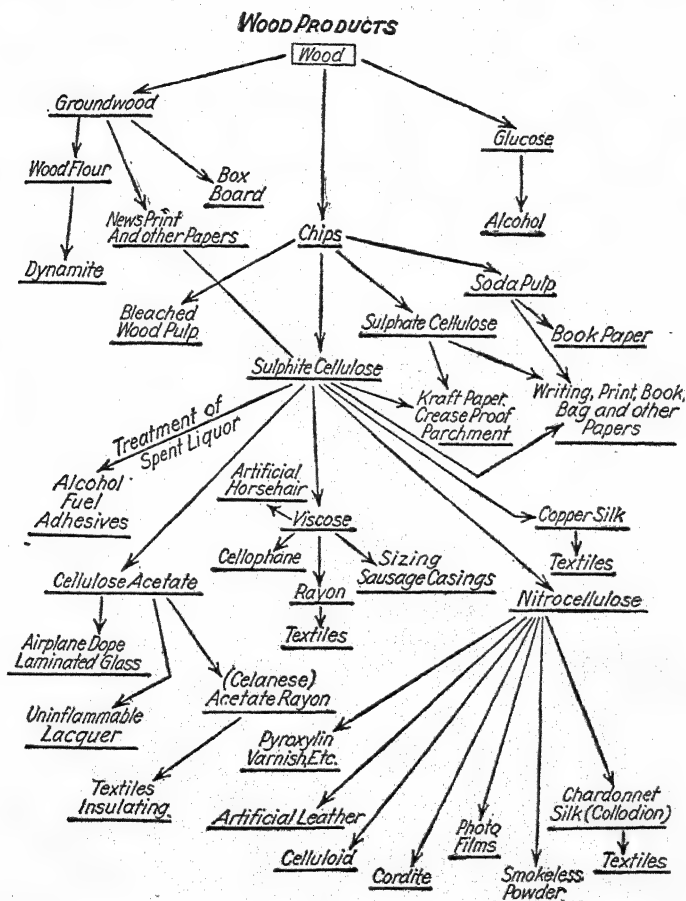 WOOD PRODUCTS
Wood
Groundwood
Glucose
Wood Flour
Box
Board
News Print
And other Papers
Alcohol
Chips
Dynamite
Soda Pulp
Bleached
Wood Pulp
Sulphate Cellulose
Book Paper
Sulphite Cellulose
Kraft Paper,
Crease Proof
Parchment
Writing, Print, Book,
Bag and other
Papers
Treatment of
Spent Liquor
Alcohol
Fuel
Adhesives
Artificial
Horsehair
Viscose
Copper Silk
Cellophane
Sizing
Sausage Casings
Textiles
Cellulose Acetate
Rayon
Nitrocellulose
Textiles
Airplane Dope
Laminated Glass
(Celanese)
Acetate Rayon
Uninflammable
Lacquer
Pyroxylin
Varnish, Etc.
Textiles
Insulating
Artificial Leather
Celluloid
Cordite
Photo
Films
Smokeless
Powder
Chardonnet
Silk (Collodion)
Textiles